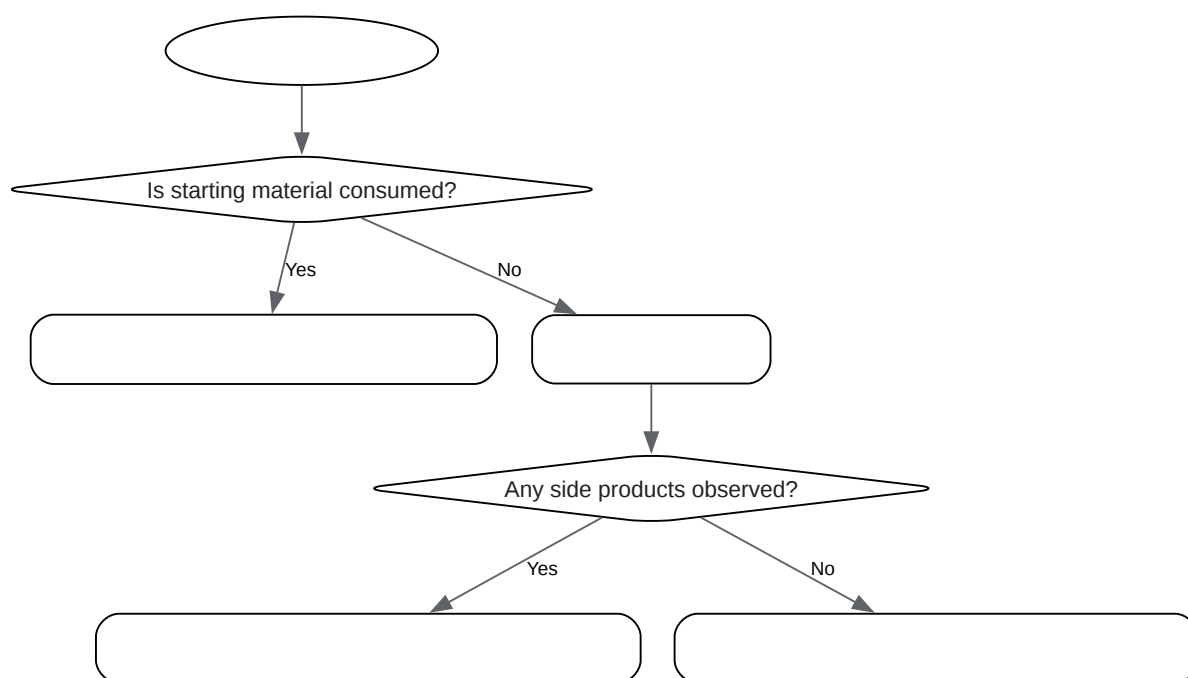 Is starting material consumed?
Yes
No
Any side products observed?
Yes
No